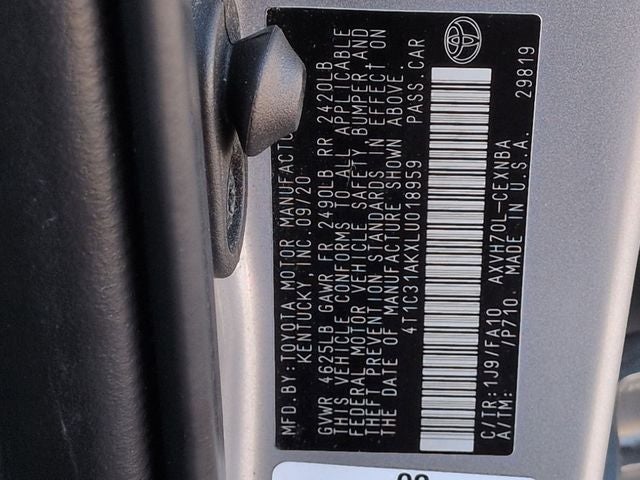 MFD. BY: TOYOTA MOTOR MANUFACTO
KENTUCKY, INC. 09/20
GVWR 4625LB GAWR FR 2490LB RR 2420LB
THIS VEHICLE CONFORMS TO ALL APPLICABLE
FEDERAL MOTOR VEHICLE SAFETY, BUMPER AND
THEFT PREVENTION STANDARDS IN EFFECT ON
THE DATE OF MANUFACTURE SHOWN ABOVE.
4T1C31AKXLU018959 PASS. CAR
C/TR: 1J9/FA10 AXVH70L-CEXNBA
A/TM: /P710. MADE IN U.S.A. 29819